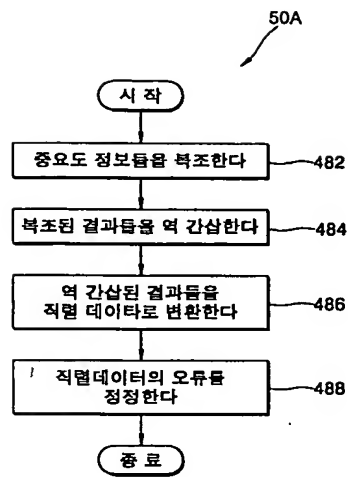 50A
시 작
중요도 정보들을 복조한다
482
복조된 결과들을 역 간삽한다
484
역 간삽된 결과들을
직렬 데이타로 변환한다
486
직렬데이터의 오류를
정정한다
488
종 료